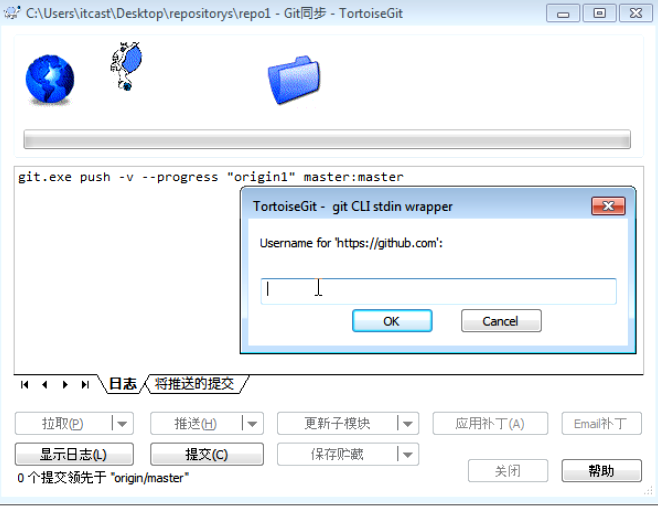 C:\Users\itcast\Desktop\repositorys\repo1 - Git同步 - TortoiseGit
git.exe push -v --progress "origin1" master:master
TortoiseGit - git CLI stdin wrapper
Username for 'https://github.com':
OK Cancel
日志 将推送的提交
拉取(P) 推送(H) 更新子模块 应用补丁(A) Email补丁
显示日志(L) 提交(C) 保存贮藏
0 个提交领先于 "origin/master" 关闭 帮助